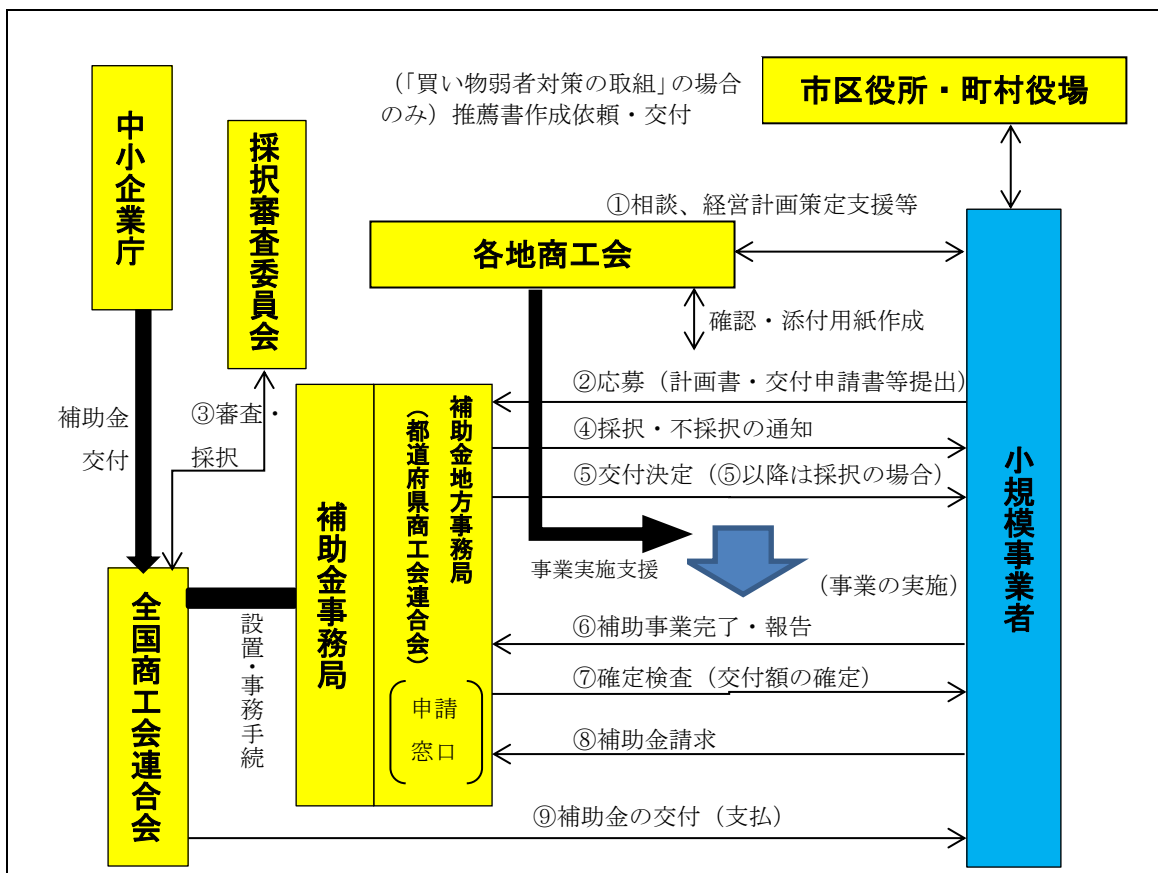 （「買い物弱者対策の取組」の場合
のみ）推薦書作成依頼・交付
市区役所・町村役場
中小企業庁
採択審査委員会
①相談、経営計画策定支援等
各地商工会
確認・添付用紙作成
②応募（計画書・交付申請書等提出）
③審査・
採択
補助金
交付
④採択・不採択の通知
⑤交付決定（⑤以降は採択の場合）
補助金地方事務局
（都道府県商工会連合会）
申請
窓口
補助金事務局
小規模事業者
事業実施支援
（事業の実施）
全国商工会連合会
設置・事務手続
⑥補助事業完了・報告
⑦確定検査（交付額の確定）
⑧補助金請求
⑨補助金の交付（支払）